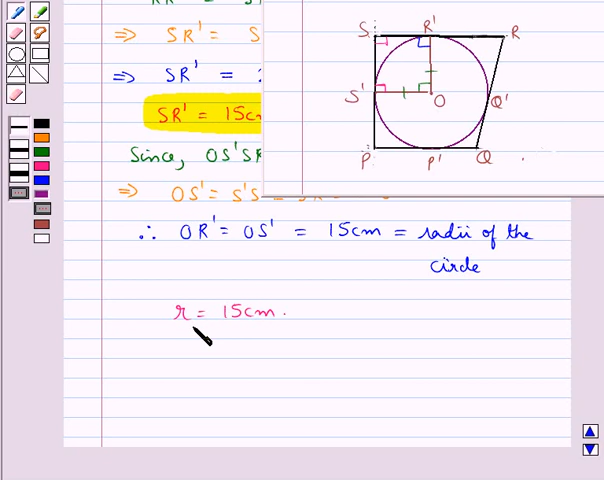 ⇒ SR' = S
⇒ SR' =
SR' = 15cm
Since, OS'SR
⇒ OS' = S'S =
∴ OR' = OS' = 15cm = radii of the
circle
r = 15cm.
S R' R
S' O Q'
P P' Q